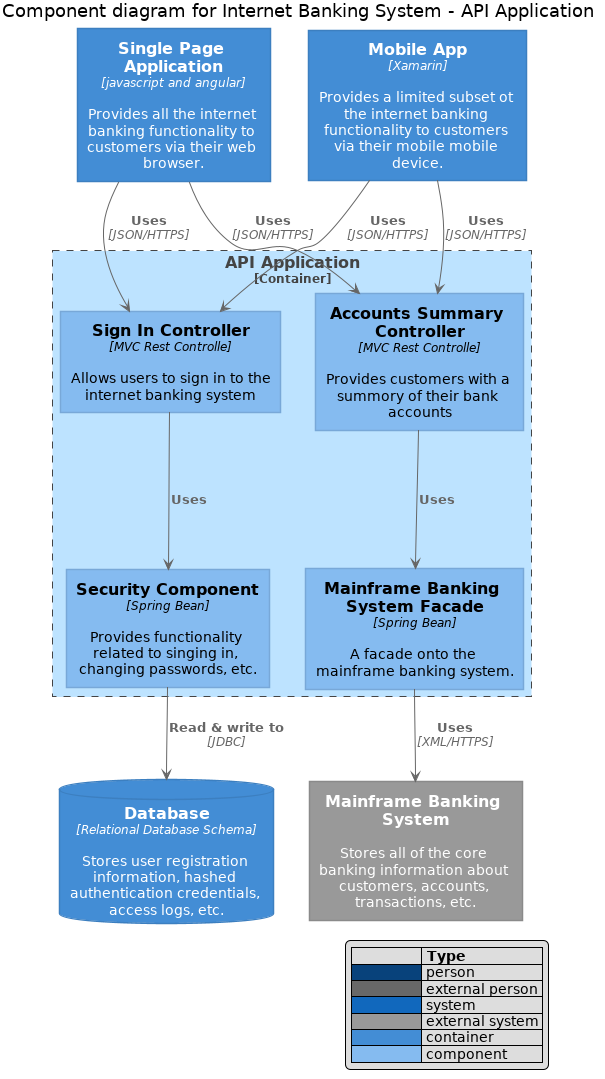 Component diagram for Internet Banking System - API Application
Single Page
Application
[javascript and angular]
Provides all the internet
banking functionality to
customers via their web
browser.
Mobile App
[Xamarin]
Provides a limited subset ot
the internet banking
functionality to customers
via their mobile mobile
device.
Uses
[JSON/HTTPS]
Uses
[JSON/HTTPS]
Uses
[JSON/HTTPS]
Uses
[JSON/HTTPS]
API Application
[Container]
Sign In Controller
[MVC Rest Controlle]
Allows users to sign in to the
internet banking system
Accounts Summary
Controller
[MVC Rest Controlle]
Provides customers with a
summory of their bank
accounts
Uses
Uses
Security Component
[Spring Bean]
Provides functionality
related to singing in,
changing passwords, etc.
Mainframe Banking
System Facade
[Spring Bean]
A facade onto the
mainframe banking system.
Read & write to
[JDBC]
Uses
[XML/HTTPS]
Database
[Relational Database Schema]
Stores user registration
information, hashed
authentication credentials,
access logs, etc.
Mainframe Banking
System
Stores all of the core
banking information about
customers, accounts,
transactions, etc.
Type
person
external person
system
external system
container
component